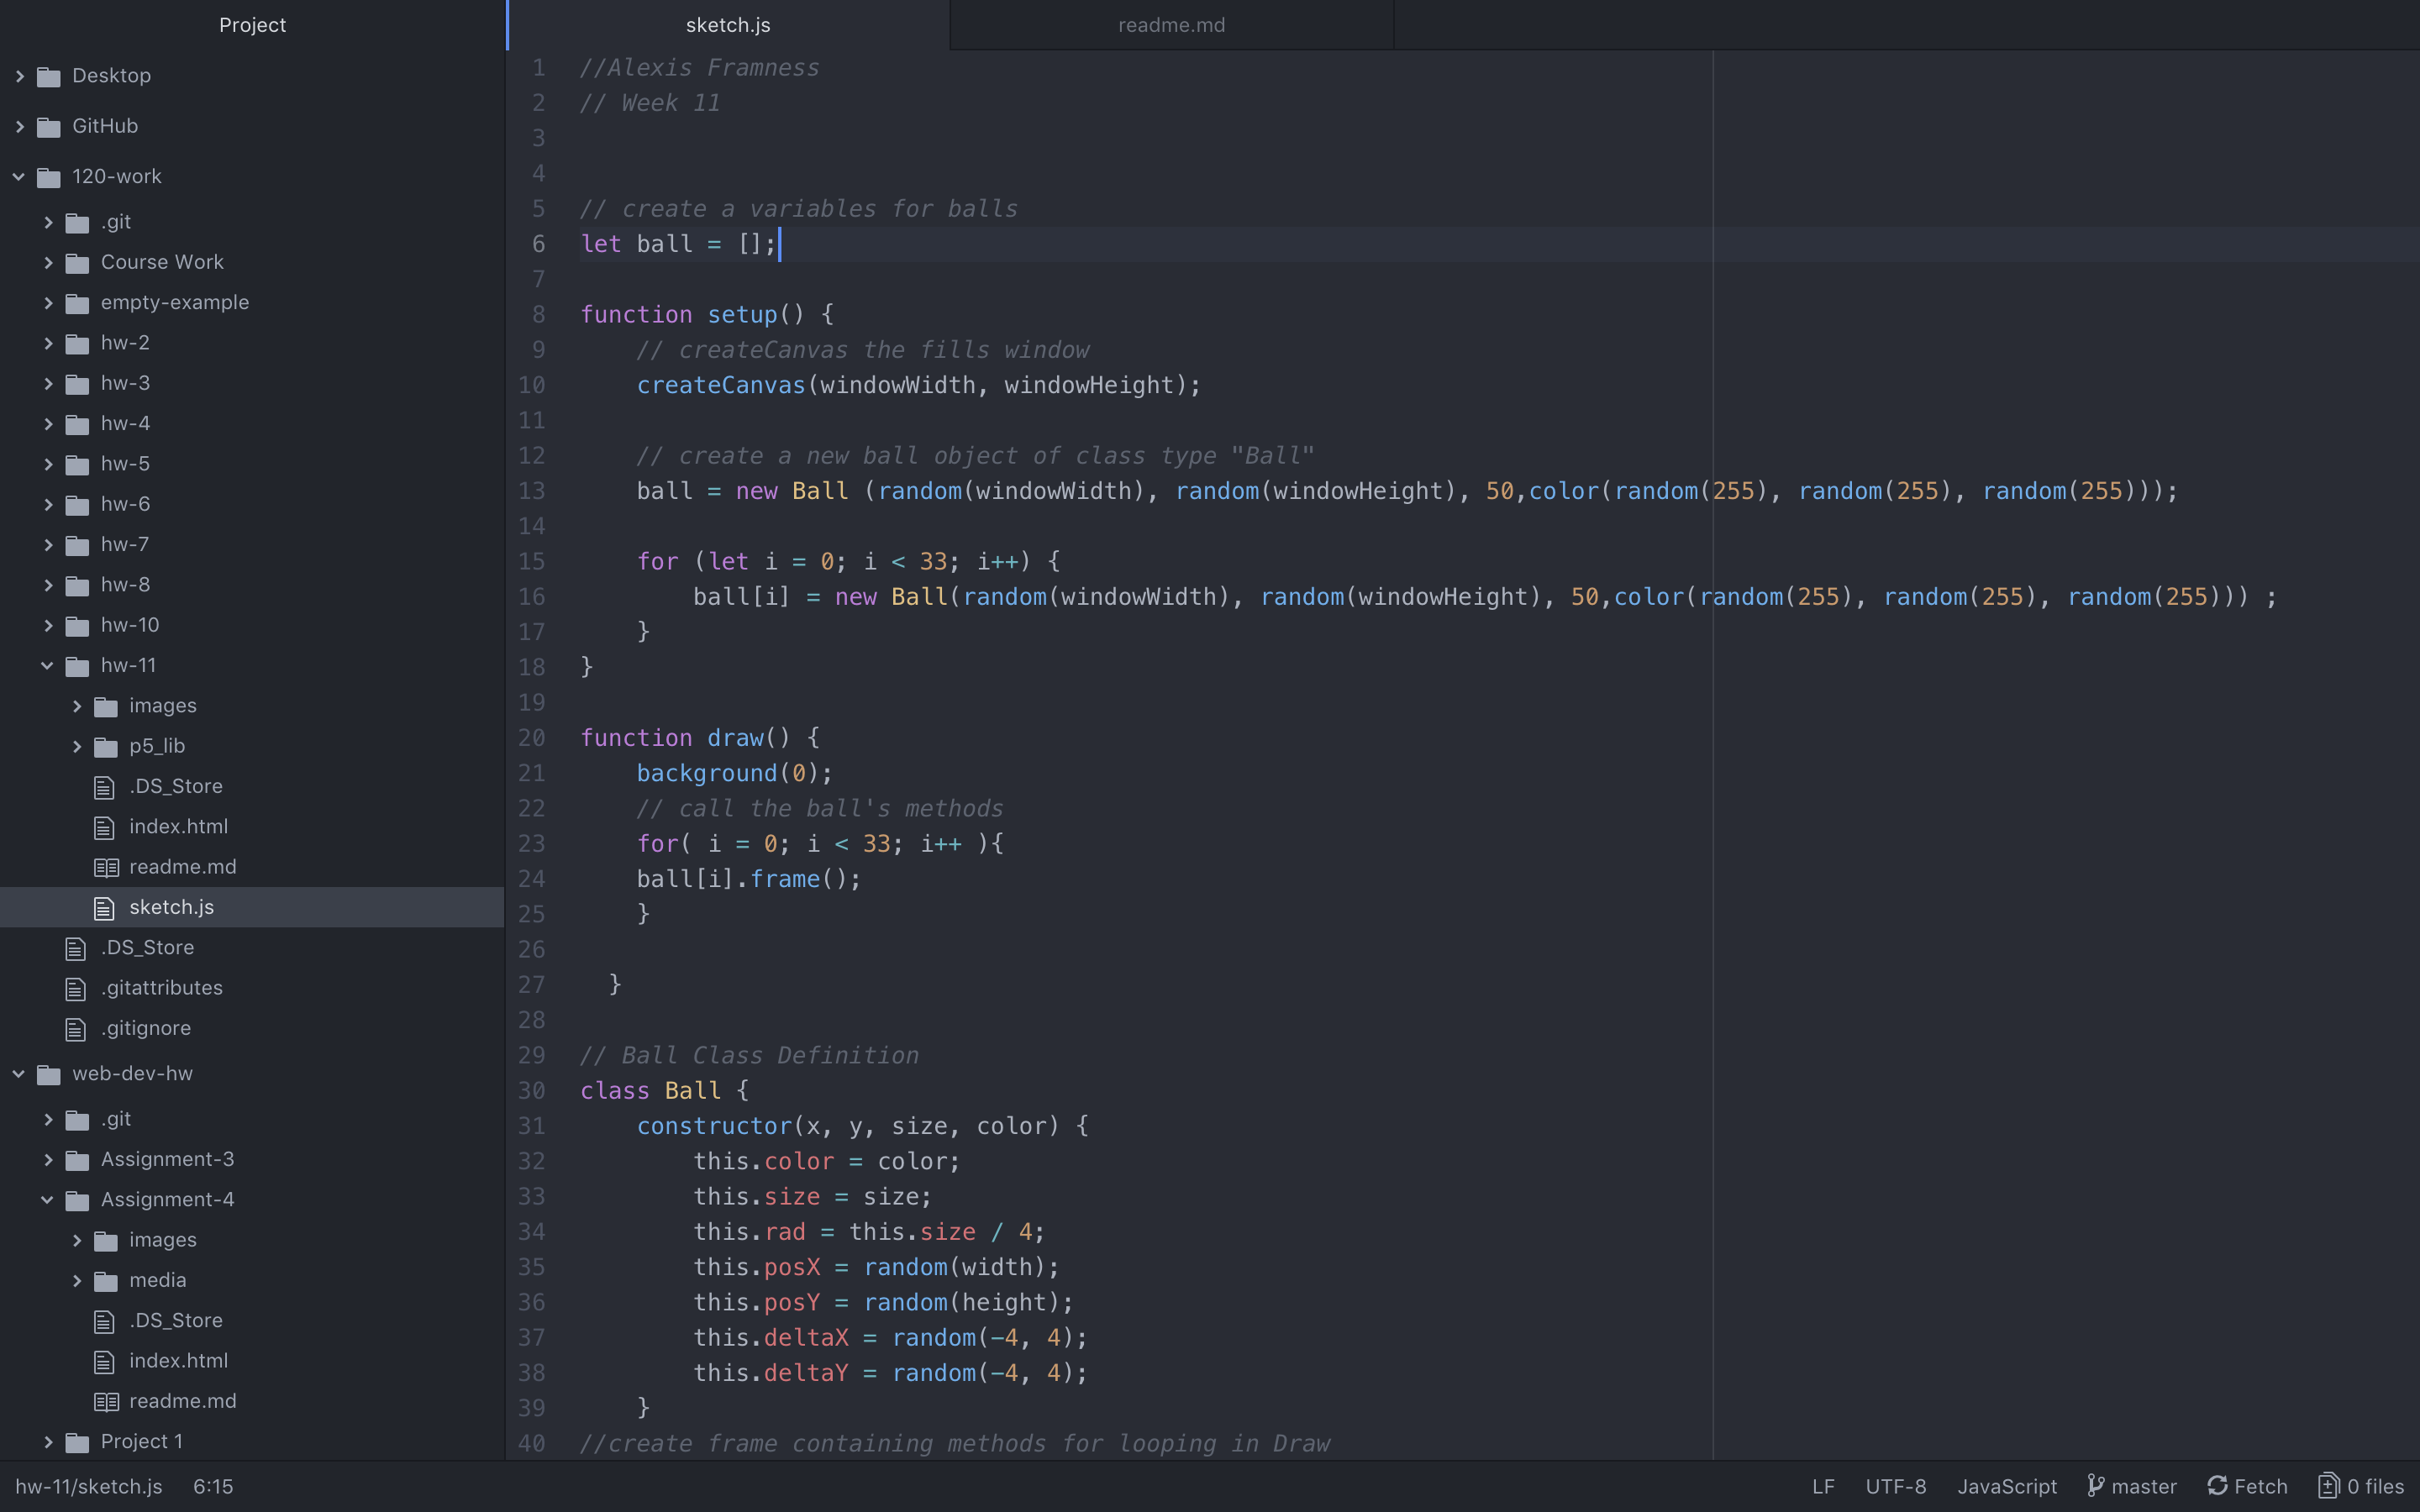 Project
Desktop
GitHub
120-work
.git
Course Work
empty-example
hw-2
hw-3
hw-4
hw-5
hw-6
hw-7
hw-8
hw-10
hw-11
images
p5_lib
.DS_Store
index.html
readme.md
sketch.js
.DS_Store
.gitattributes
.gitignore
web-dev-hw
.git
Assignment-3
Assignment-4
images
media
.DS_Store
index.html
readme.md
Project 1
sketch.js
readme.md
1 //Alexis Framness
2 // Week 11
3
4
5 // create a variables for balls
6 let ball = [];
7
8 function setup() {
9     // createCanvas the fills window
10     createCanvas(windowWidth, windowHeight);
11
12     // create a new ball object of class type "Ball"
13     ball = new Ball (random(windowWidth), random(windowHeight), 50,color(random(255), random(255), random(255)));
14
15     for (let i = 0; i < 33; i++) {
16         ball[i] = new Ball(random(windowWidth), random(windowHeight), 50,color(random(255), random(255), random(255))) ;
17     }
18 }
19
20 function draw() {
21     background(0);
22     // call the ball's methods
23     for( i = 0; i < 33; i++ ){
24     ball[i].frame();
25     }
26
27   }
28
29 // Ball Class Definition
30 class Ball {
31     constructor(x, y, size, color) {
32         this.color = color;
33         this.size = size;
34         this.rad = this.size / 4;
35         this.posX = random(width);
36         this.posY = random(height);
37         this.deltaX = random(-4, 4);
38         this.deltaY = random(-4, 4);
39     }
40 //create frame containing methods for looping in Draw
hw-11/sketch.js 6:15
LF UTF-8 JavaScript master Fetch 0 files